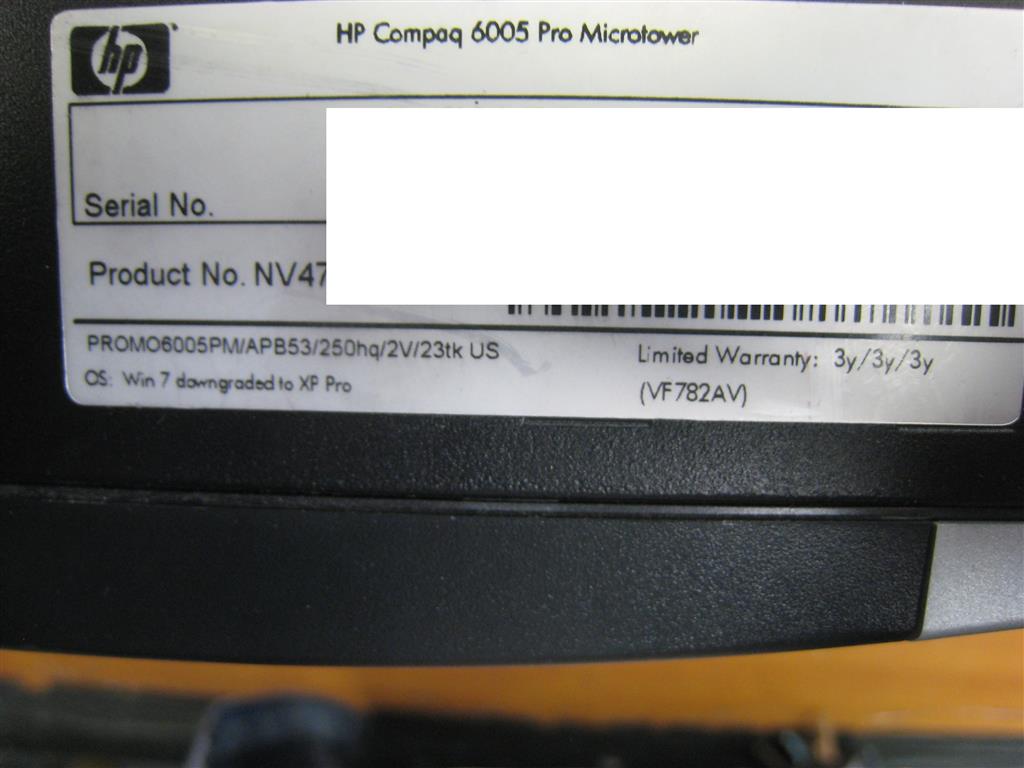 hp
HP Compaq 6005 Pro Microtower
Serial No.
Product No. NV47
PROMO6005PM/APB53/250hq/2V/23tk US
OS: Win 7 downgraded to XP Pro
Limited Warranty: 3y/3y/3y
(VF782AV)